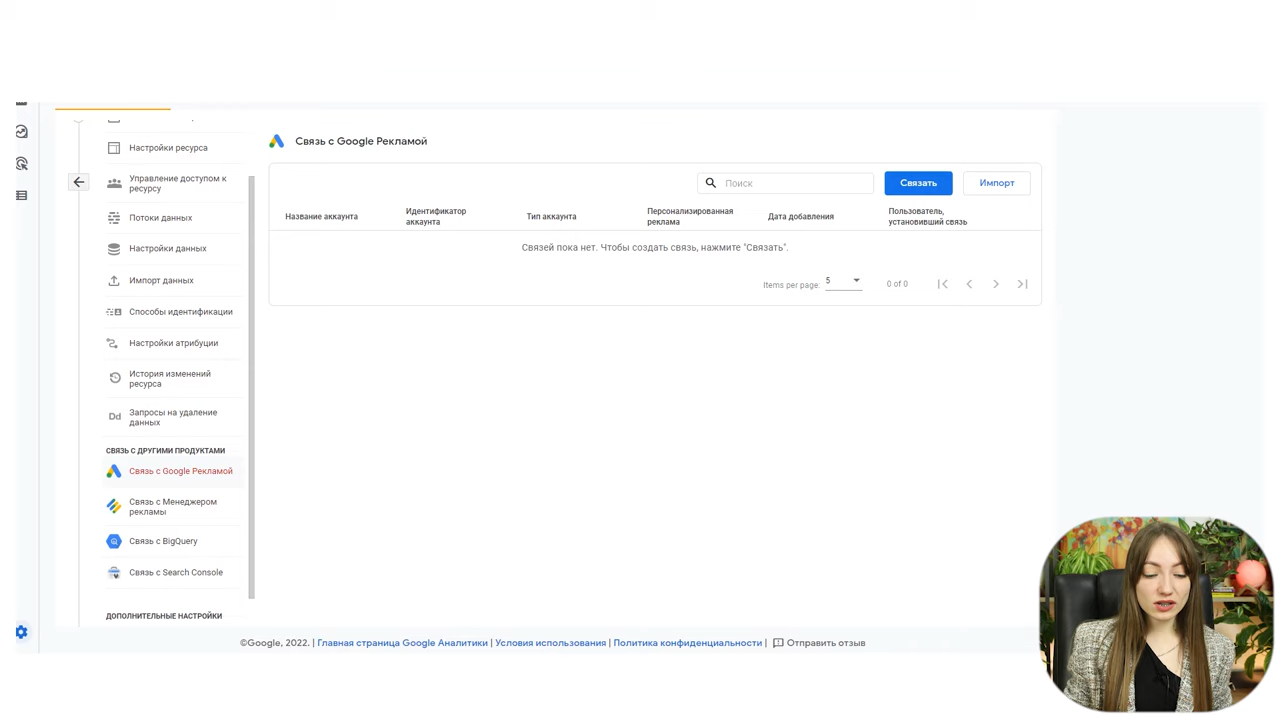 Настройки ресурса
Управление доступом к
ресурсу
Потоки данных
Настройки данных
Импорт данных
Способы идентификации
Настройки атрибуции
История изменений
ресурса
Dd
Запросы на удаление
данных
СВЯЗЬ С ДРУГИМИ ПРОДУКТАМИ
Связь с Google Рекламой
Связь с Менеджером
рекламы
Связь с BigQuery
Связь с Search Console
ДОПОЛНИТЕЛЬНЫЕ НАСТРОЙКИ
Связь с Google Рекламой
Поиск
Связать
Импорт
Название аккаунта
Идентификатор
аккаунта
Тип аккаунта
Персонализированная
реклама
Дата добавления
Пользователь,
установивший связь
Связей пока нет. Чтобы создать связь, нажмите "Связать".
Items per page: 5 0 of 0
©Google, 2022. | Главная страница Google Аналитики | Условия использования | Политика конфиденциальности | Отправить отзыв